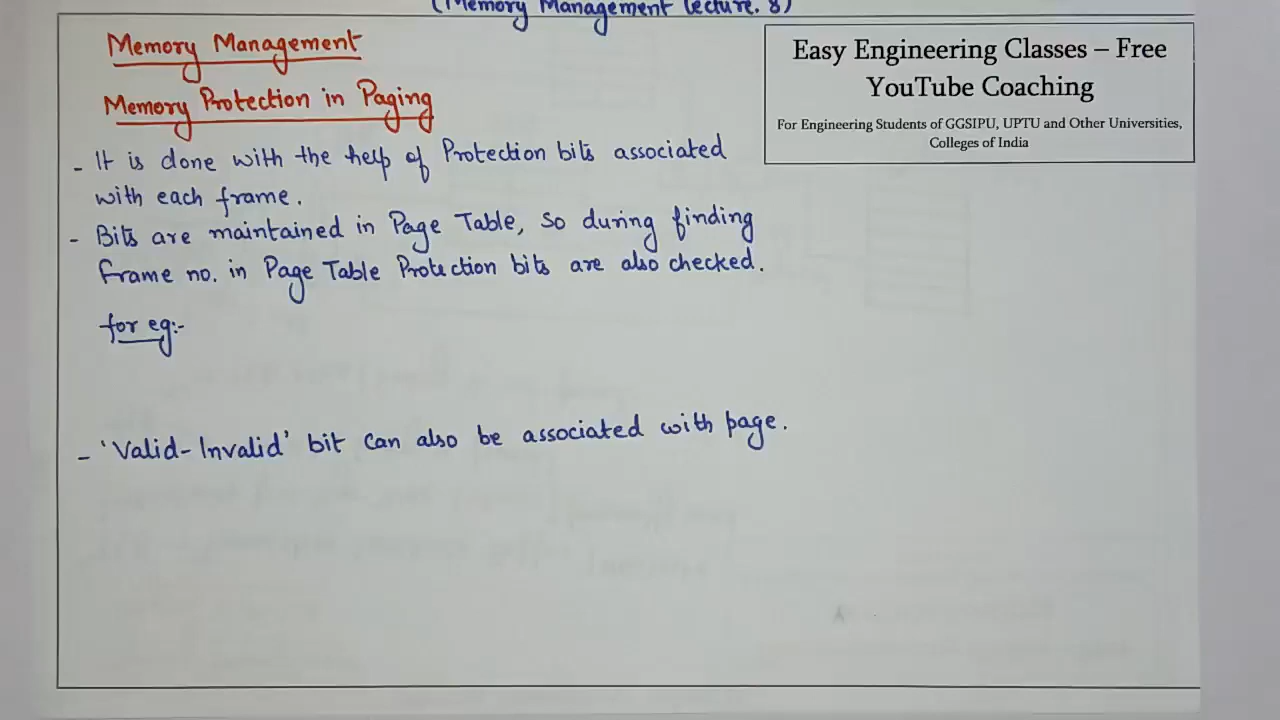 (Memory Management Lecture. 8)
Memory Management
Easy Engineering Classes – Free
YouTube Coaching
For Engineering Students of GGSIPU, UPTU and Other Universities,
Colleges of India
Memory Protection in Paging
- It is done with the help of Protection bits associated
with each frame.
- Bits are maintained in Page Table, so during finding
frame no. in Page Table Protection bits are also checked.
for eg:-
- 'Valid-Invalid' bit can also be associated with page.